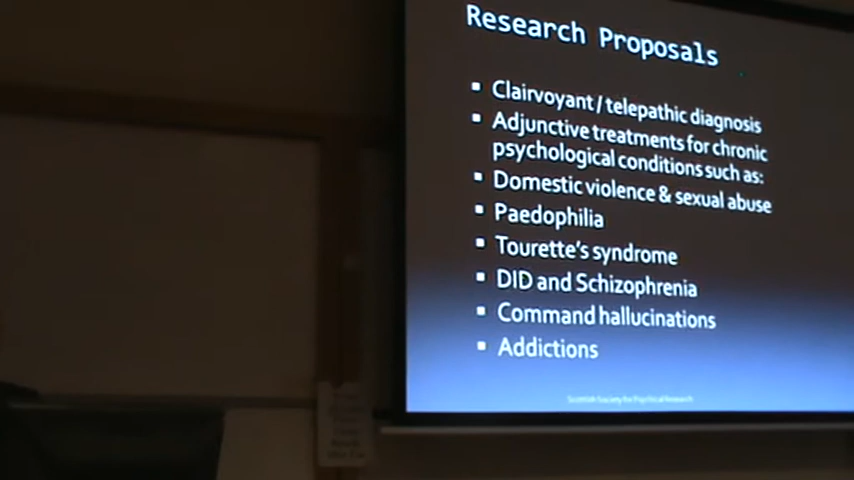 Research Proposals
Clairvoyant / telepathic diagnosis
Adjunctive treatments for chronic
psychological conditions such as:
Domestic violence & sexual abuse
Paedophilia
Tourette's syndrome
DID and Schizophrenia
Command hallucinations
Addictions
Scottish Society for Psychical Research